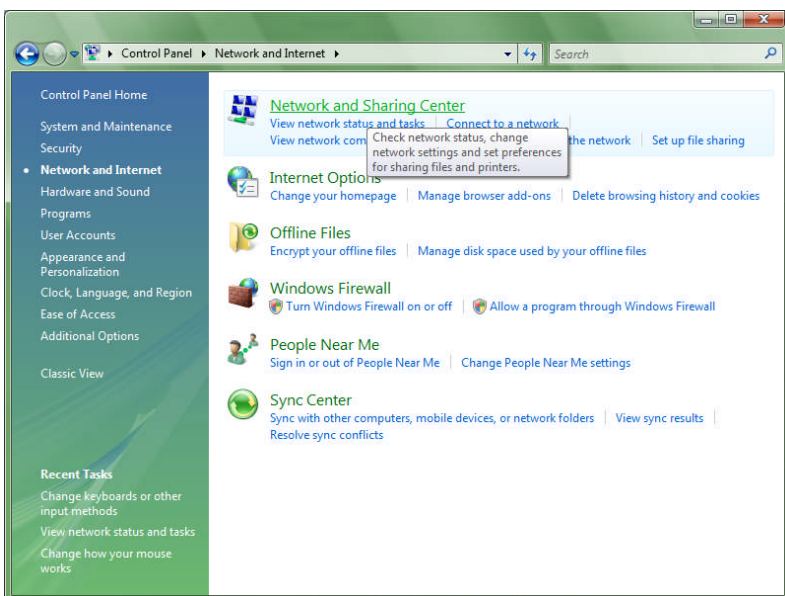 Control Panel Network and Internet Search
Control Panel Home
System and Maintenance
Security
Network and Internet
Hardware and Sound
Programs
User Accounts
Appearance and
Personalization
Clock, Language, and Region
Ease of Access
Additional Options
Classic View
Recent Tasks
Change keyboards or other
input methods
View network status and tasks
Change how your mouse
works
Network and Sharing Center
View network status and tasks Connect to a network
View network com the network Set up file sharing
Check network status, change
network settings and set preferences
for sharing files and printers.
Internet Options
Change your homepage Manage browser add-ons Delete browsing history and cookies
Offline Files
Encrypt your offline files Manage disk space used by your offline files
Windows Firewall
Turn Windows Firewall on or off Allow a program through Windows Firewall
People Near Me
Sign in or out of People Near Me Change People Near Me settings
Sync Center
Sync with other computers, mobile devices, or network folders View sync results
Resolve sync conflicts